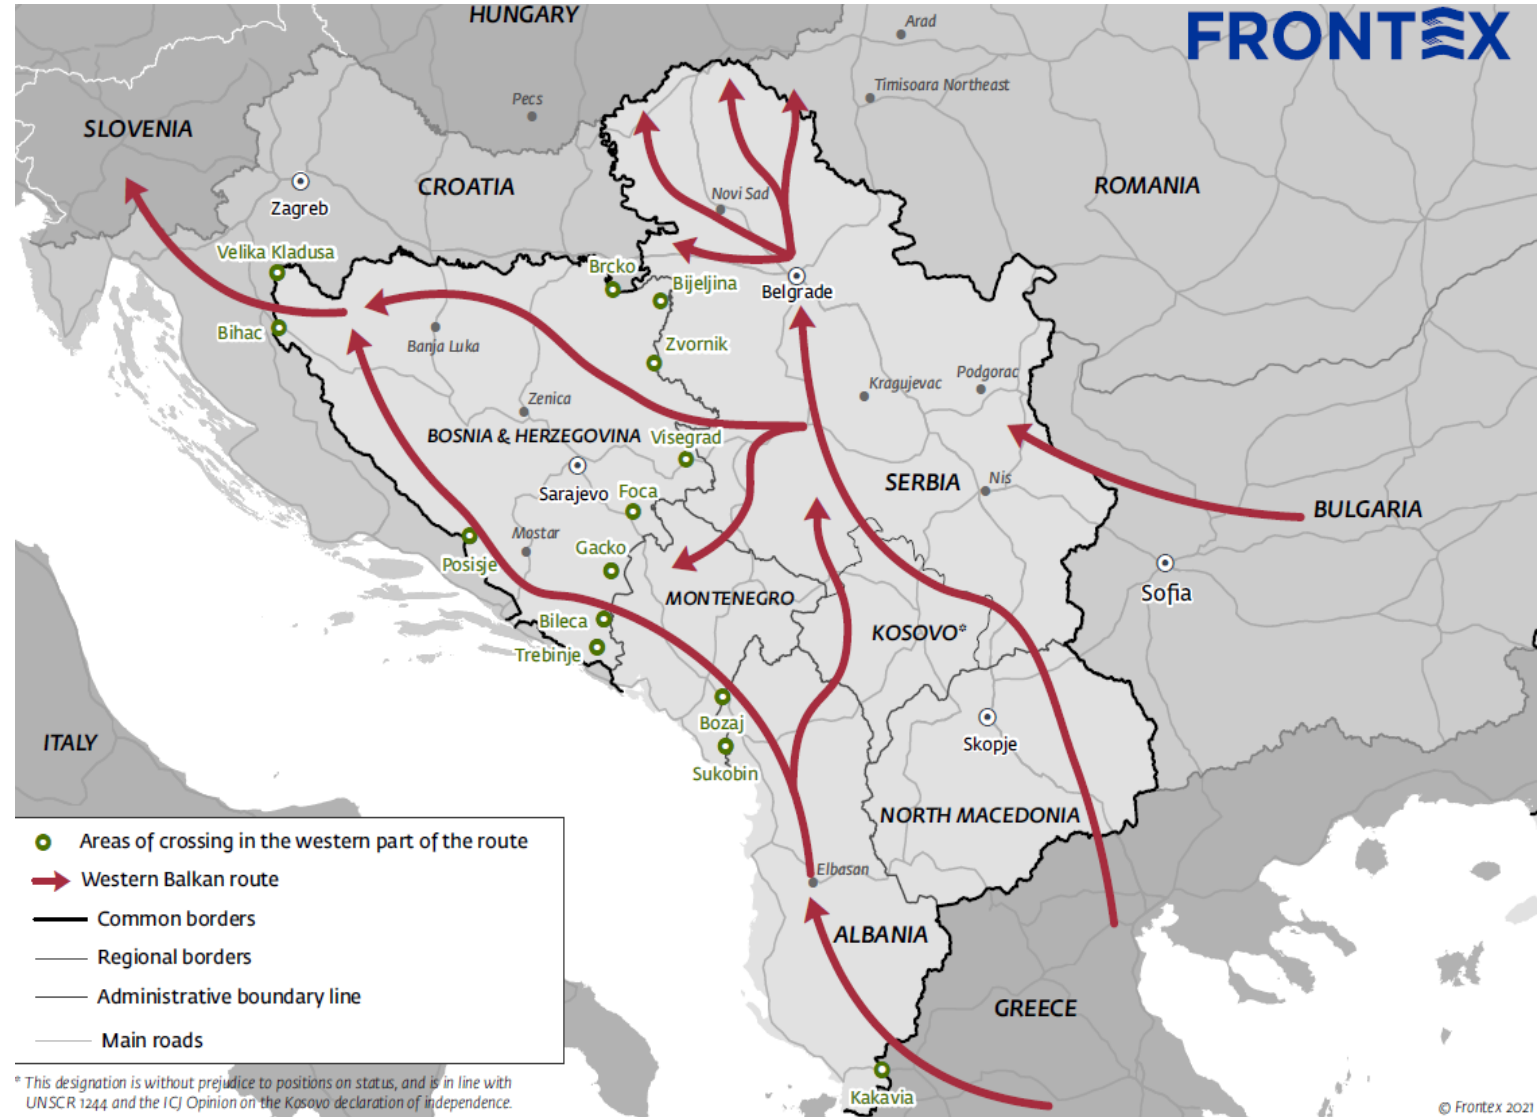 HUNGARY
FRONTEX
Arad
Timisoara Northeast
Pecs
SLOVENIA
Zagreb
CROATIA
Novi Sad
ROMANIA
Velika Kladusa
Brcko
Bijeljina
Belgrade
Bihac
Banja Luka
Zvornik
Kragujevac
Podgorac
Zenica
BOSNIA & HERZEGOVINA
Visegrad
Sarajevo
Foca
SERBIA
Nis
BULGARIA
Mostar
Posisje
Gacko
MONTENEGRO
Sofia
Bileca
Trebinje
KOSOVO*
Bozaj
Sukobin
Skopje
ITALY
NORTH MACEDONIA
Elbasan
ALBANIA
GREECE
Kakavia
Areas of crossing in the western part of the route
Western Balkan route
Common borders
Regional borders
Administrative boundary line
Main roads
* This designation is without prejudice to positions on status, and is in line with
UNSCR 1244 and the ICJ Opinion on the Kosovo declaration of independence.
© Frontex 2021